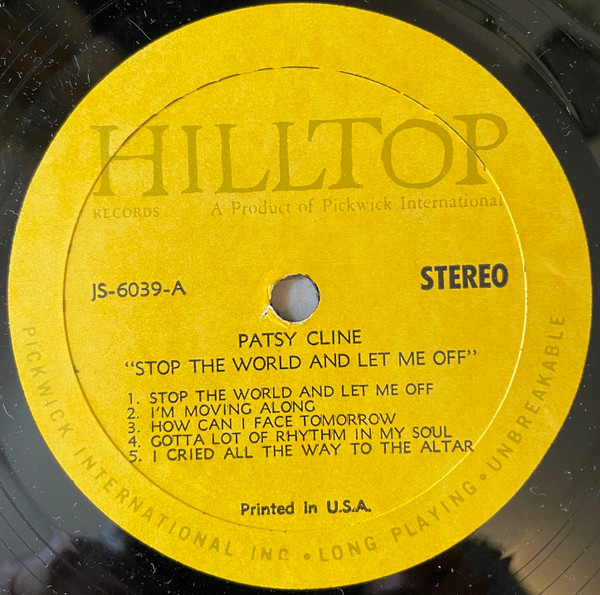 HILLTOP
RECORDS A Product of Pickwick International
JS-6039-A
STEREO
PATSY CLINE
“STOP THE WORLD AND LET ME OFF”
1. STOP THE WORLD AND LET ME OFF
2. I'M MOVING ALONG
3. HOW CAN I FACE TOMORROW
4. GOTTA LOT OF RHYTHM IN MY SOUL
5. I CRIED ALL THE WAY TO THE ALTAR
Printed in U.S.A.
PICKWICK INTERNATIONAL INC • LONG PLAYING • UNBREAKABLE